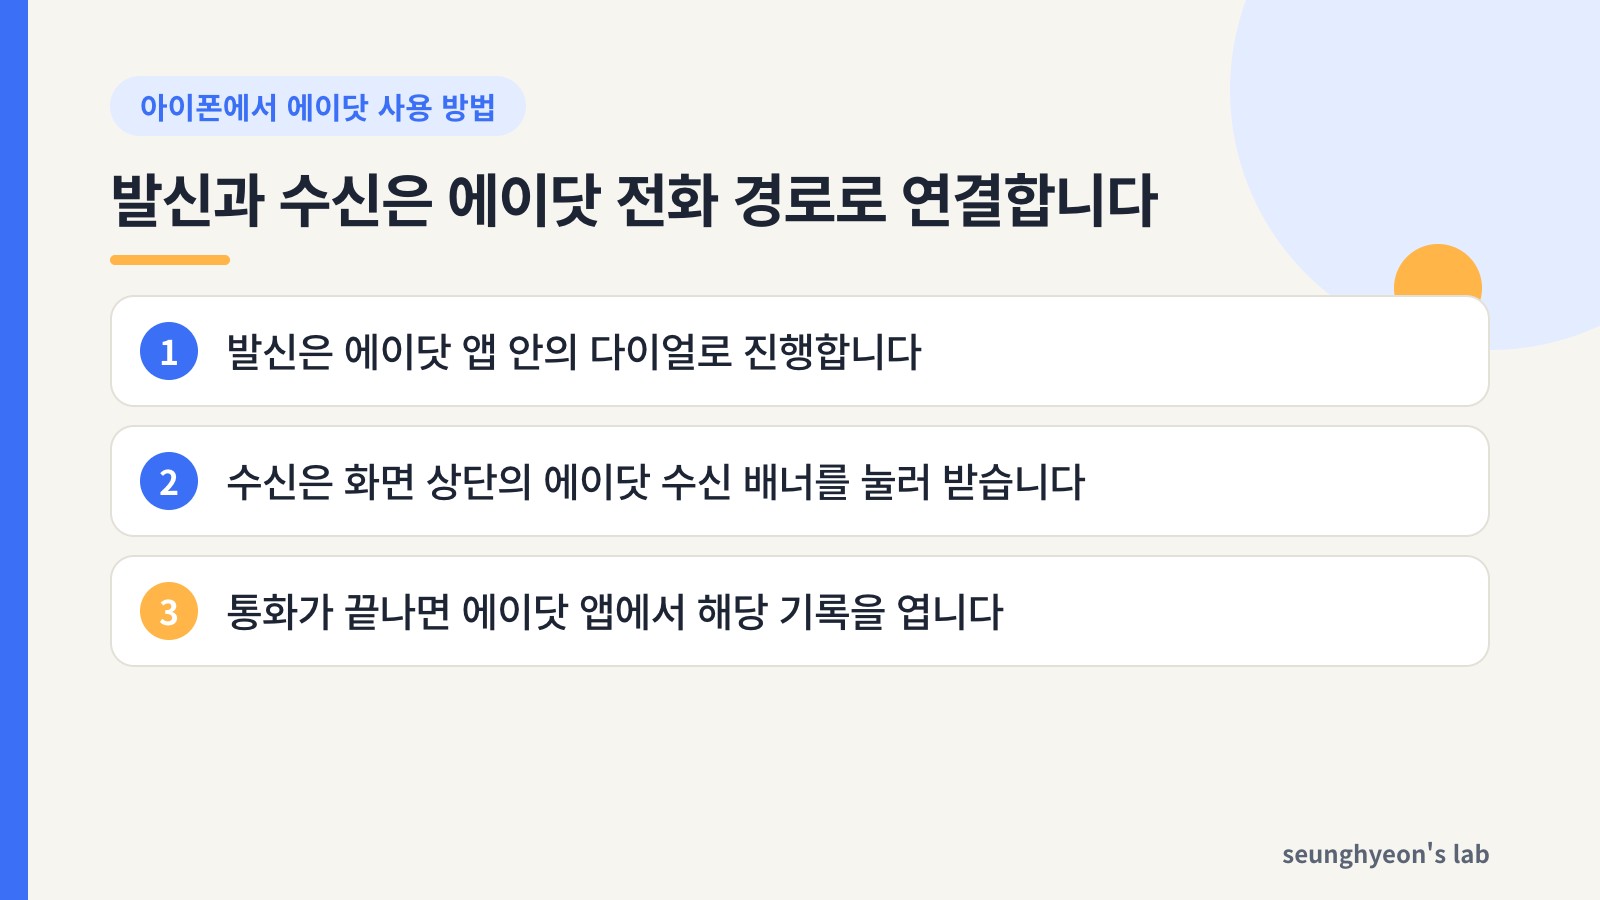 아이폰에서 에이닷 사용 방법
발신과 수신은 에이닷 전화 경로로 연결합니다
1 발신은 에이닷 앱 안의 다이얼로 진행합니다
2 수신은 화면 상단의 에이닷 수신 배너를 눌러 받습니다
3 통화가 끝나면 에이닷 앱에서 해당 기록을 엽니다
seunghyeon's lab